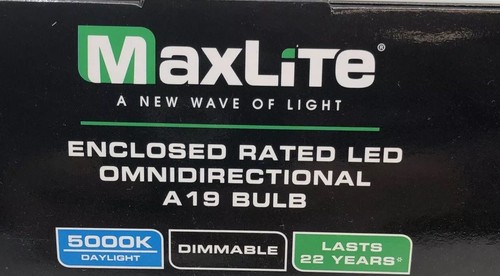 MAXLITE®
A NEW WAVE OF LIGHT
ENCLOSED RATED LED
OMNIDIRECTIONAL
A19 BULB
5000K
DAYLIGHT
DIMMABLE
LASTS
22 YEARS◊